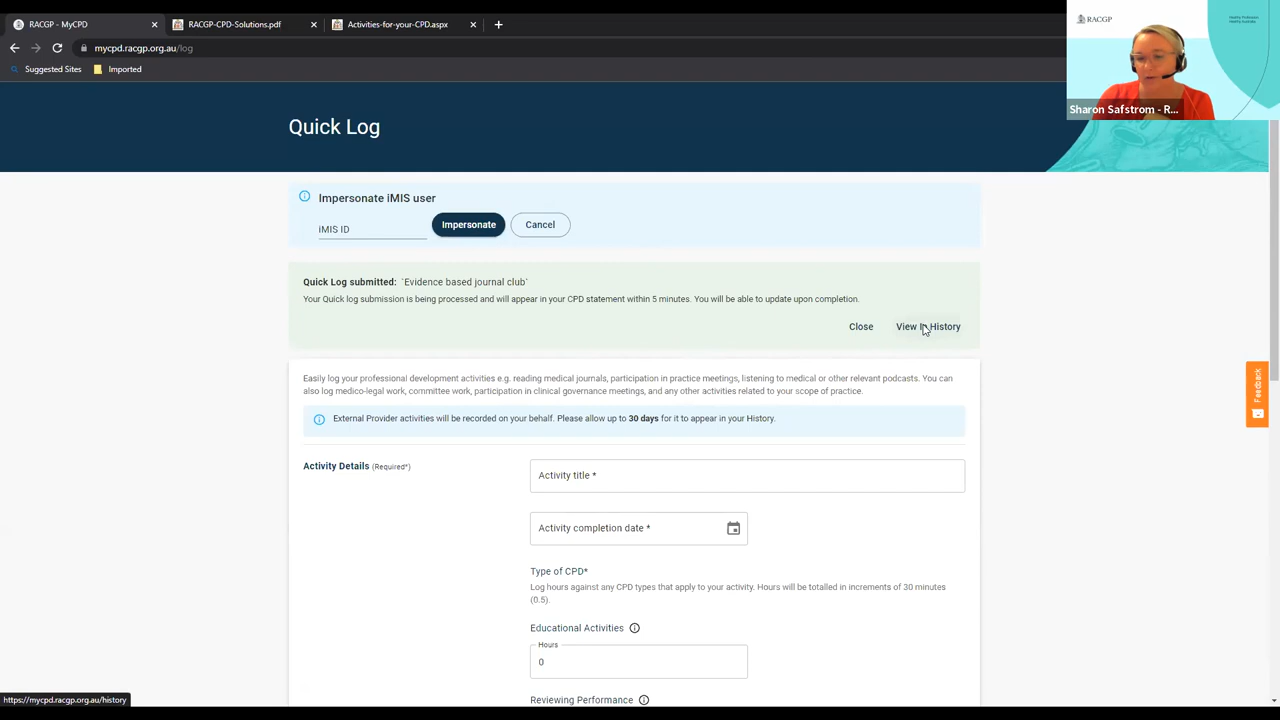 RACGP - MyCPD
RACGP-CPD-Solutions.pdf
Activities-for-your-CPD.aspx
mycpd.racgp.org.au/log
Suggested Sites
Imported
RACGP
Healthy Profession.
Healthy Australia.
Sharon Safstrom - R...
Quick Log
Impersonate iMIS user
iMIS ID
Impersonate
Cancel
Quick Log submitted: `Evidence based journal club`
Your Quick log submission is being processed and will appear in your CPD statement within 5 minutes. You will be able to update upon completion.
Close
View In History
Easily log your professional development activities e.g. reading medical journals, participation in practice meetings, listening to medical or other relevant podcasts. You can
also log medico-legal work, committee work, participation in clinical governance meetings, and any other activities related to your scope of practice.
External Provider activities will be recorded on your behalf. Please allow up to 30 days for it to appear in your History.
Feedback
Activity Details (Required*)
Activity title *
Activity completion date *
Type of CPD*
Log hours against any CPD types that apply to your activity. Hours will be totalled in increments of 30 minutes
(0.5).
Educational Activities
Hours
0
Reviewing Performance
https://mycpd.racgp.org.au/history